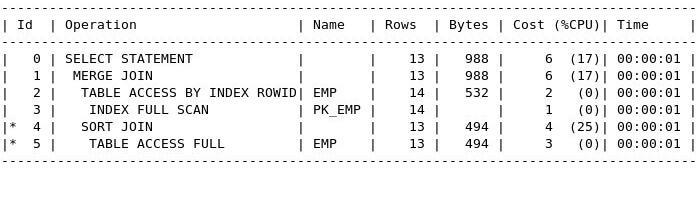 ---------------------------------------------------------------------------------------
| Id  | Operation                    | Name   | Rows  | Bytes | Cost (%CPU)| Time     |
---------------------------------------------------------------------------------------
|   0 | SELECT STATEMENT             |        |    13 |   988 |     6  (17)| 00:00:01 |
|   1 |  MERGE JOIN                  |        |    13 |   988 |     6  (17)| 00:00:01 |
|   2 |   TABLE ACCESS BY INDEX ROWID| EMP    |    14 |   532 |     2   (0)| 00:00:01 |
|   3 |    INDEX FULL SCAN           | PK_EMP |    14 |       |     1   (0)| 00:00:01 |
|*  4 |   SORT JOIN                  |        |    13 |   494 |     4  (25)| 00:00:01 |
|*  5 |    TABLE ACCESS FULL         | EMP    |    13 |   494 |     3   (0)| 00:00:01 |
---------------------------------------------------------------------------------------